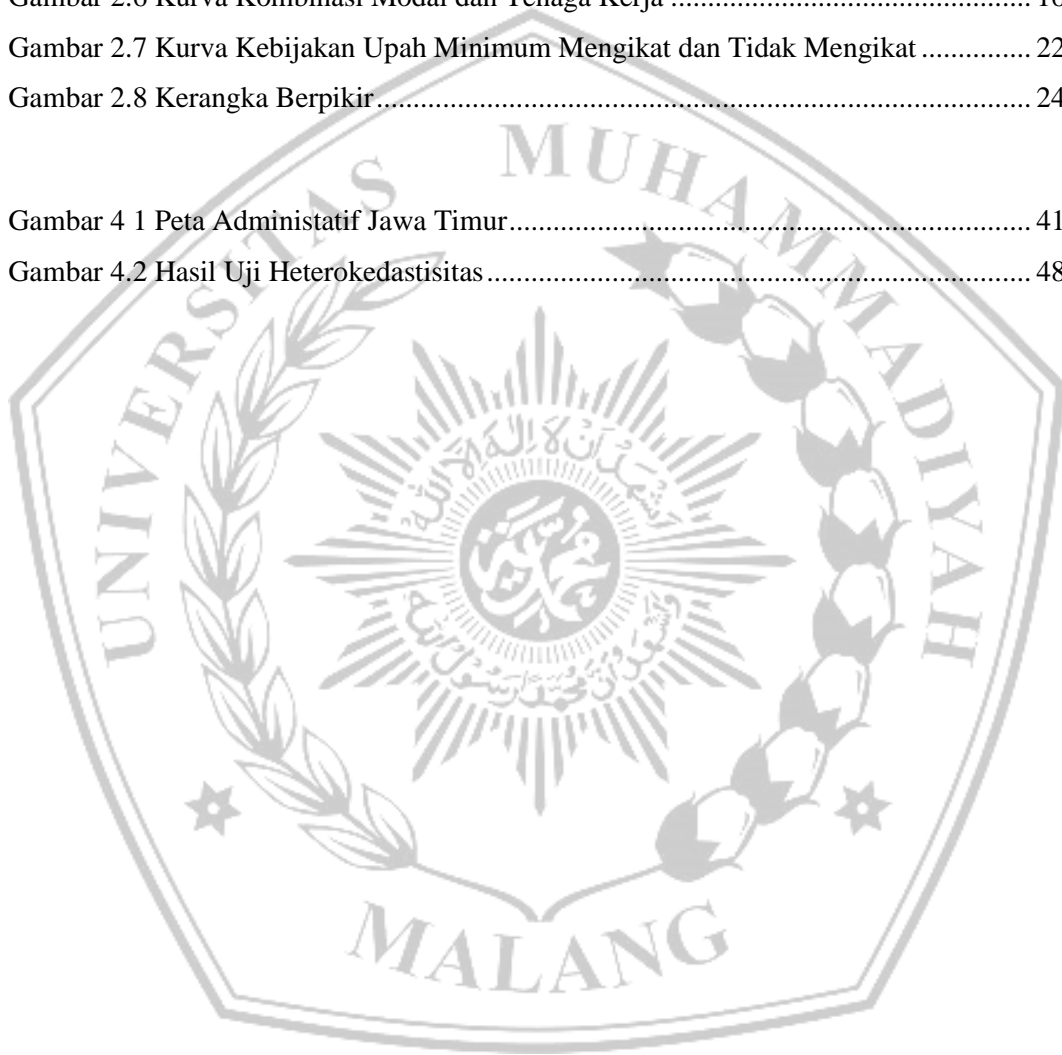 Gambar 2.6 Kurva Kombinasi Modal dan Tenaga Kerja ............................................... 18
Gambar 2.7 Kurva Kebijakan Upah Minimum Mengikat dan Tidak Mengikat .............. 22
Gambar 2.8 Kerangka Berpikir ..................................................................................... 24
Gambar 4 1 Peta Administatif Jawa Timur .................................................................... 41
Gambar 4.2 Hasil Uji Heterokedastisitas ....................................................................... 48
UNIVERSITAS MUHAMMADIYAH
MALANG